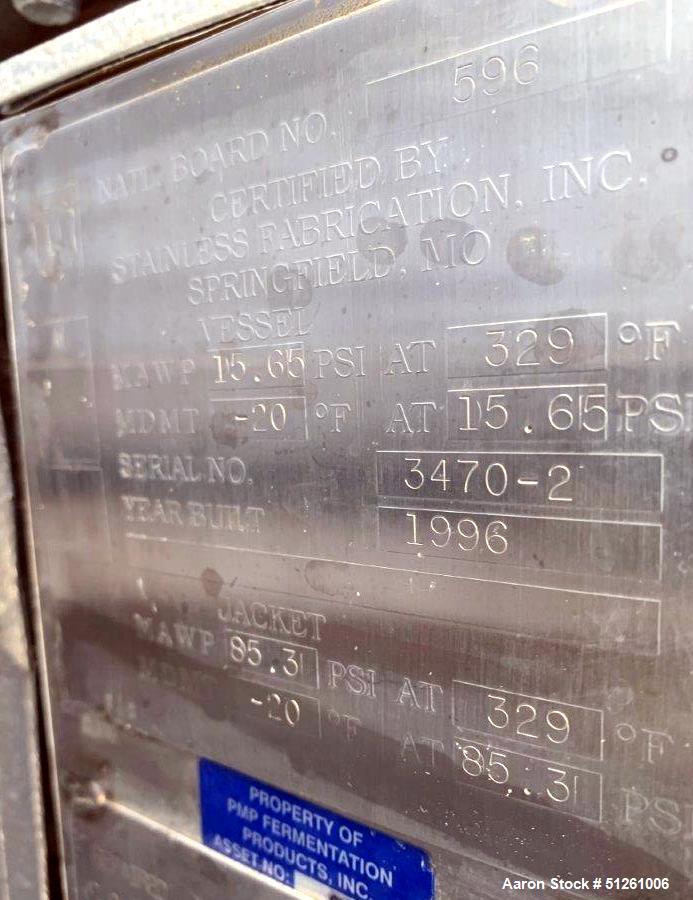 596
NATL. BOARD NO.
CERTIFIED BY
STAINLESS FABRICATION, INC.
SPRINGFIELD, MO
VESSEL
MAWP 15.65 PSI AT 329 °F
MDMT -20 °F AT 15.65 PSI
SERIAL NO. 3470-2
YEAR BUILT 1996
JACKET
MAWP 85.3 PSI AT 329 °F
MDMT -20 °F AT 85.3 PSI
PROPERTY OF
PMP FERMENTATION
PRODUCTS, INC.
ASSET NO:
Aaron Stock # 51261006